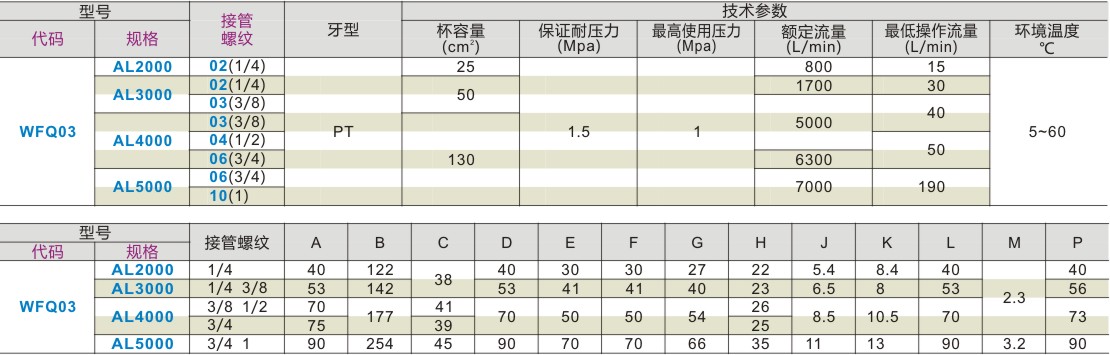 型号 接管螺纹 牙型 技术参数
代码 规格 杯容量(cm²) 保证耐压力(Mpa) 最高使用压力(Mpa) 额定流量(L/min) 最低操作流量(L/min) 环境温度℃
AL2000 02(1/4) 25 800 15
AL3000 02(1/4) 50 1700 30
03(3/8) 5000 40
WFQ03 AL4000 03(3/8) PT 130 1.5 1 5~60
04(1/2) 50
06(3/4) 6300
AL5000 06(3/4) 7000 190
10(1)
型号 接管螺纹 A B C D E F G H J K L M P
代码 规格
WFQ03 AL2000 1/4 40 122 38 40 30 30 27 22 5.4 8.4 40 2.3 40
AL3000 1/4 3/8 53 142 53 41 41 40 23 6.5 8 53 56
AL4000 3/8 1/2 70 177 41 70 50 50 54 26 8.5 10.5 70 73
3/4 75 39 25
AL5000 3/4 1 90 254 45 90 70 70 66 35 11 13 90 3.2 90